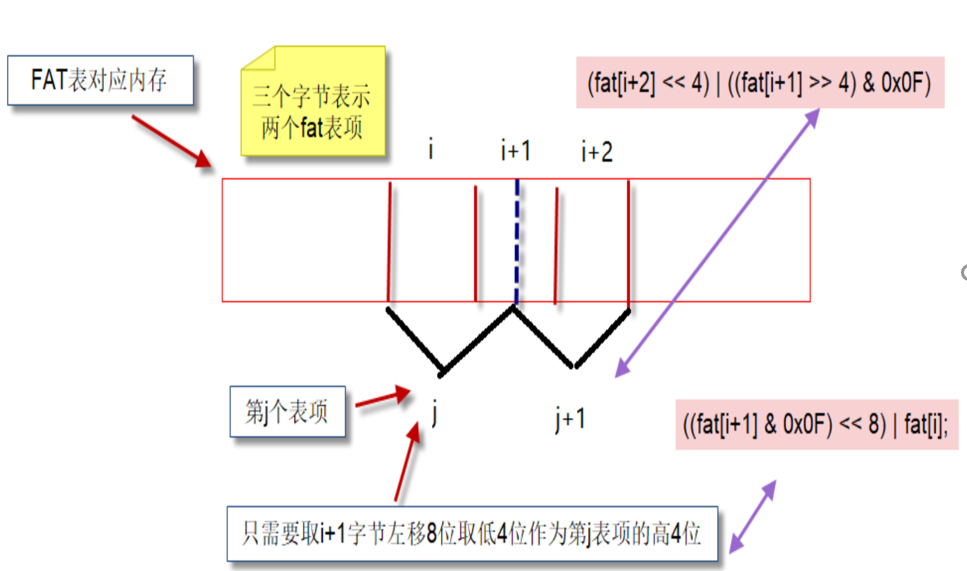 FAT表对应内存
三个字节表示
两个fat表项
(fat[i+2] << 4) | ((fat[i+1] >> 4) & 0x0F)
i
i+1
i+2
第j个表项
j
j+1
((fat[i+1] & 0x0F) << 8) | fat[i];
只需要取i+1字节左移8位取低4位作为第j表项的高4位